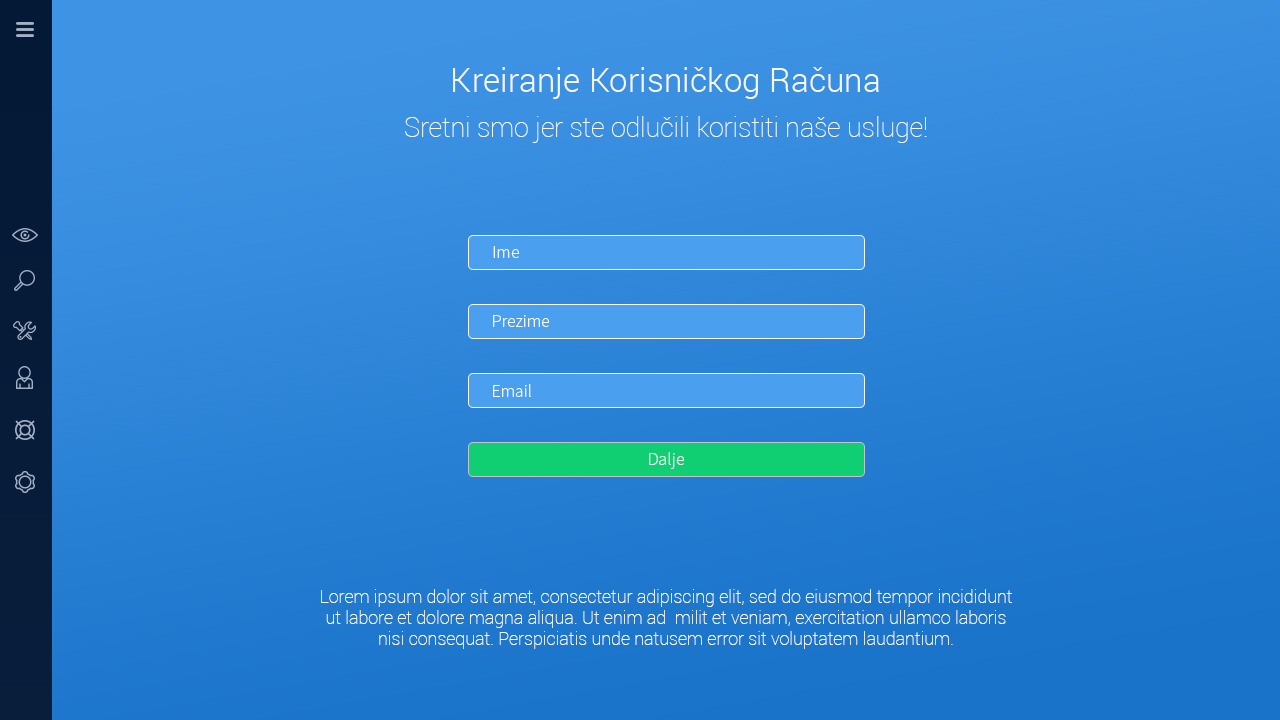 Kreiranje Korisničkog Računa
Sretni smo jer ste odlučili koristiti naše usluge!
Ime
Prezime
Email
Dalje
Lorem ipsum dolor sit amet, consectetur adipiscing elit, sed do eiusmod tempor incididunt
ut labore et dolore magna aliqua. Ut enim ad  milit et veniam, exercitation ullamco laboris
nisi consequat. Perspiciatis unde natusem error sit voluptatem laudantium.